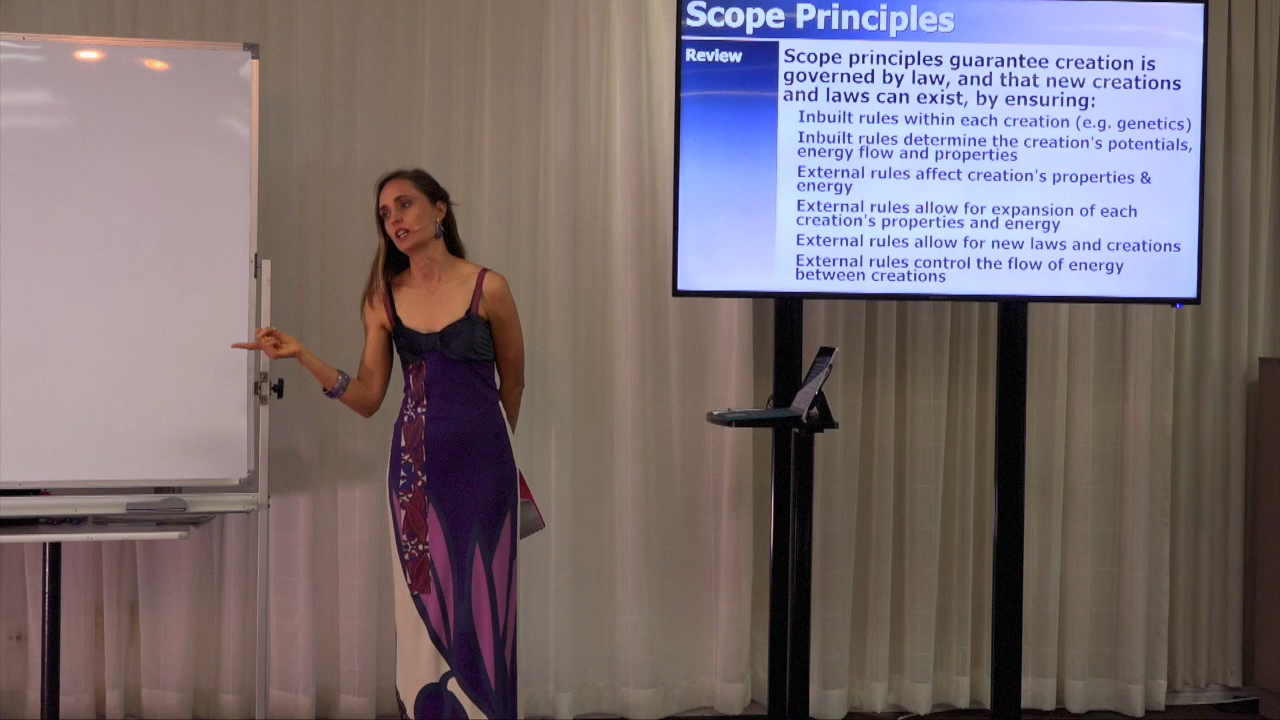 Scope Principles
Review
Scope principles guarantee creation is
governed by law, and that new creations
and laws can exist, by ensuring:
Inbuilt rules within each creation (e.g. genetics)
Inbuilt rules determine the creation's potentials,
energy flow and properties
External rules affect creation's properties &
energy
External rules allow for expansion of each
creation's properties and energy
External rules allow for new laws and creations
External rules control the flow of energy
between creations